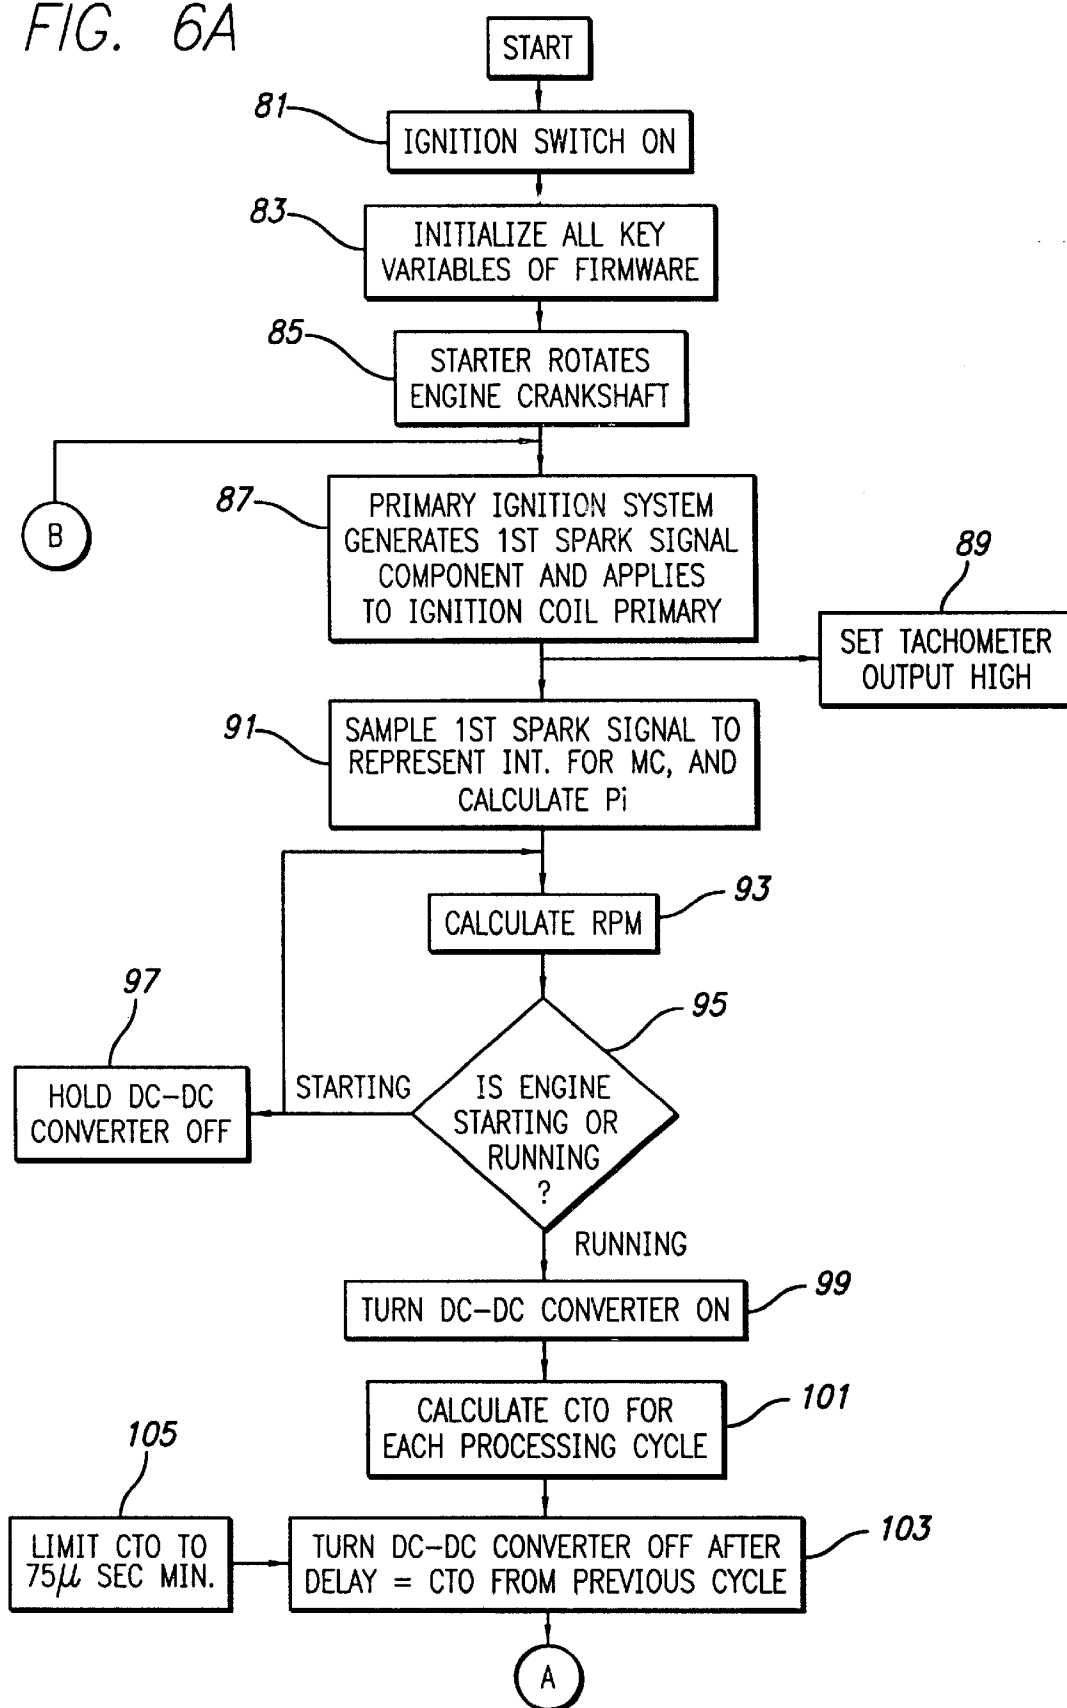 FIG. 6A
START
81
IGNITION SWITCH ON
83
INITIALIZE ALL KEY
VARIABLES OF FIRMWARE
85
STARTER ROTATES
ENGINE CRANKSHAFT
B
87
PRIMARY IGNITION SYSTEM
GENERATES 1ST SPARK SIGNAL
COMPONENT AND APPLIES
TO IGNITION COIL PRIMARY
89
SET TACHOMETER
OUTPUT HIGH
91
SAMPLE 1ST SPARK SIGNAL TO
REPRESENT INT. FOR MC, AND
CALCULATE Pi
93
CALCULATE RPM
95
IS ENGINE
STARTING OR
RUNNING
?
STARTING
97
HOLD DC-DC
CONVERTER OFF
RUNNING
99
TURN DC-DC CONVERTER ON
101
CALCULATE CTO FOR
EACH PROCESSING CYCLE
105
LIMIT CTO TO
75μ SEC MIN.
103
TURN DC-DC CONVERTER OFF AFTER
DELAY = CTO FROM PREVIOUS CYCLE
A